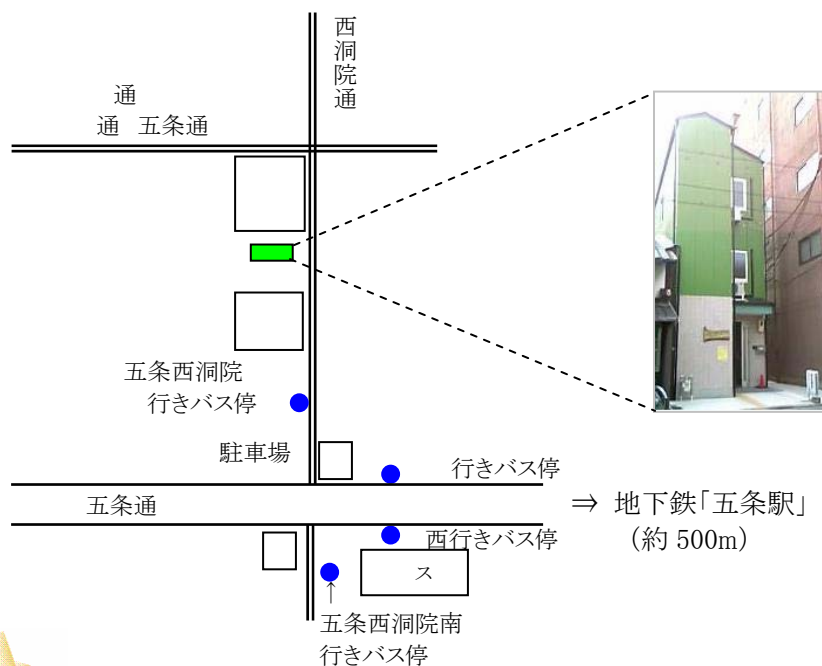 西洞院通
通
通 五条通
五条西洞院
行きバス停
駐車場
行きバス停
五条通
⇒ 地下鉄「五条駅」
(約 500m)
西行きバス停
ス
↑
五条西洞院南
行きバス停